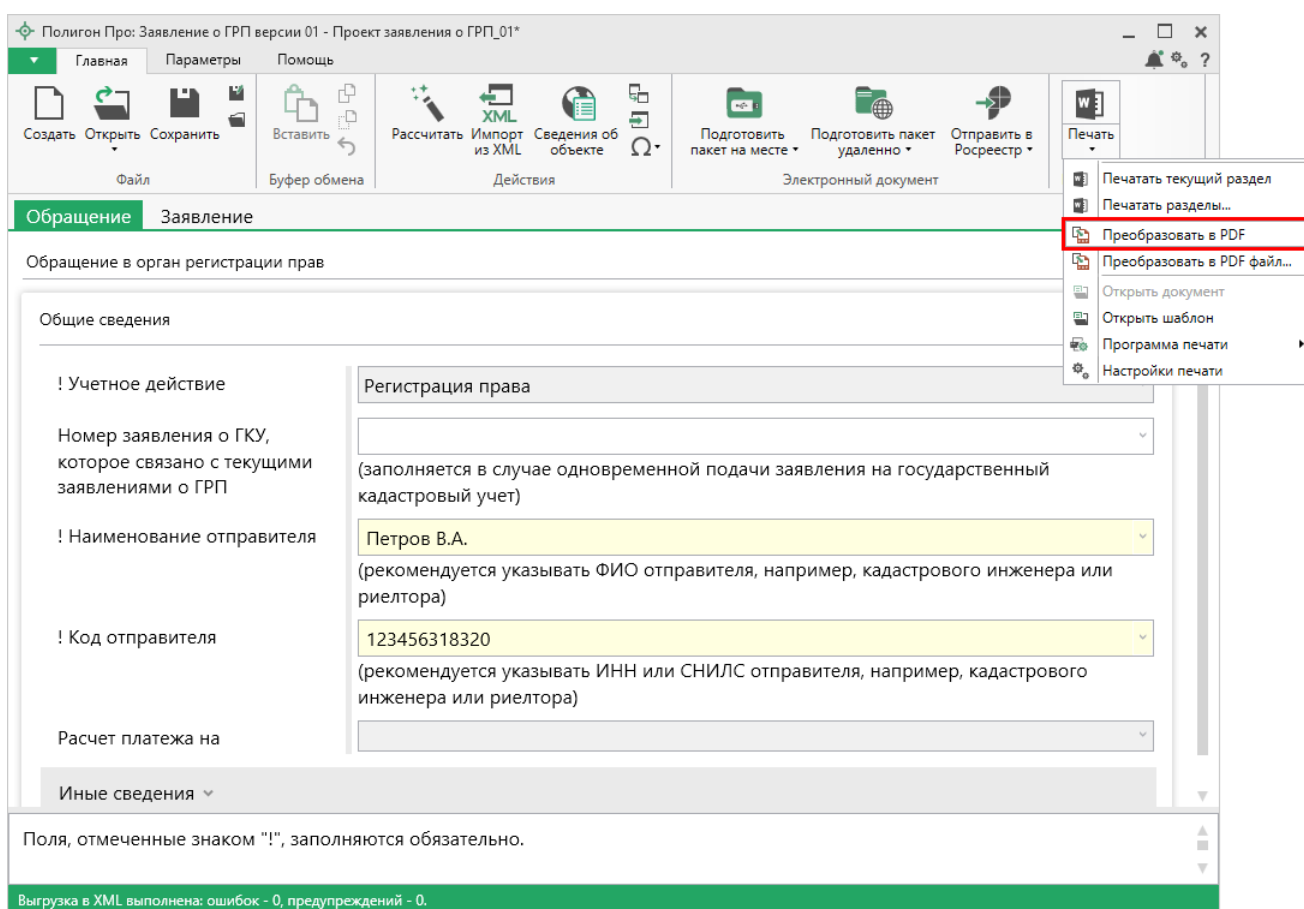 Полигон Про: Заявление о ГРП версии 01 - Проект заявления о ГРП_01*
Главная Параметры Помощь
?
Создать Открыть Сохранить Вставить Рассчитать Импорт из XML Сведения об объекте Подготовить пакет на месте Подготовить пакет удаленно Отправить в Росреестр Печать
XML
Ω
W
Файл Буфер обмена Действия Электронный документ
Печатать текущий раздел
Печатать разделы...
Преобразовать в PDF
Преобразовать в PDF файл...
Открыть документ
Открыть шаблон
Программа печати
Настройки печати
Обращение Заявление
Обращение в орган регистрации прав
Общие сведения
! Учетное действие Регистрация права
Номер заявления о ГКУ,
которое связано с текущими
заявлениями о ГРП
(заполняется в случае одновременной подачи заявления на государственный
кадастровый учет)
! Наименование отправителя Петров В.А.
(рекомендуется указывать ФИО отправителя, например, кадастрового инженера или
риелтора)
! Код отправителя 123456318320
(рекомендуется указывать ИНН или СНИЛС отправителя, например, кадастрового
инженера или риелтора)
Расчет платежа на
Иные сведения
Поля, отмеченные знаком "!", заполняются обязательно.
Выгрузка в XML выполнена: ошибок - 0, предупреждений - 0.